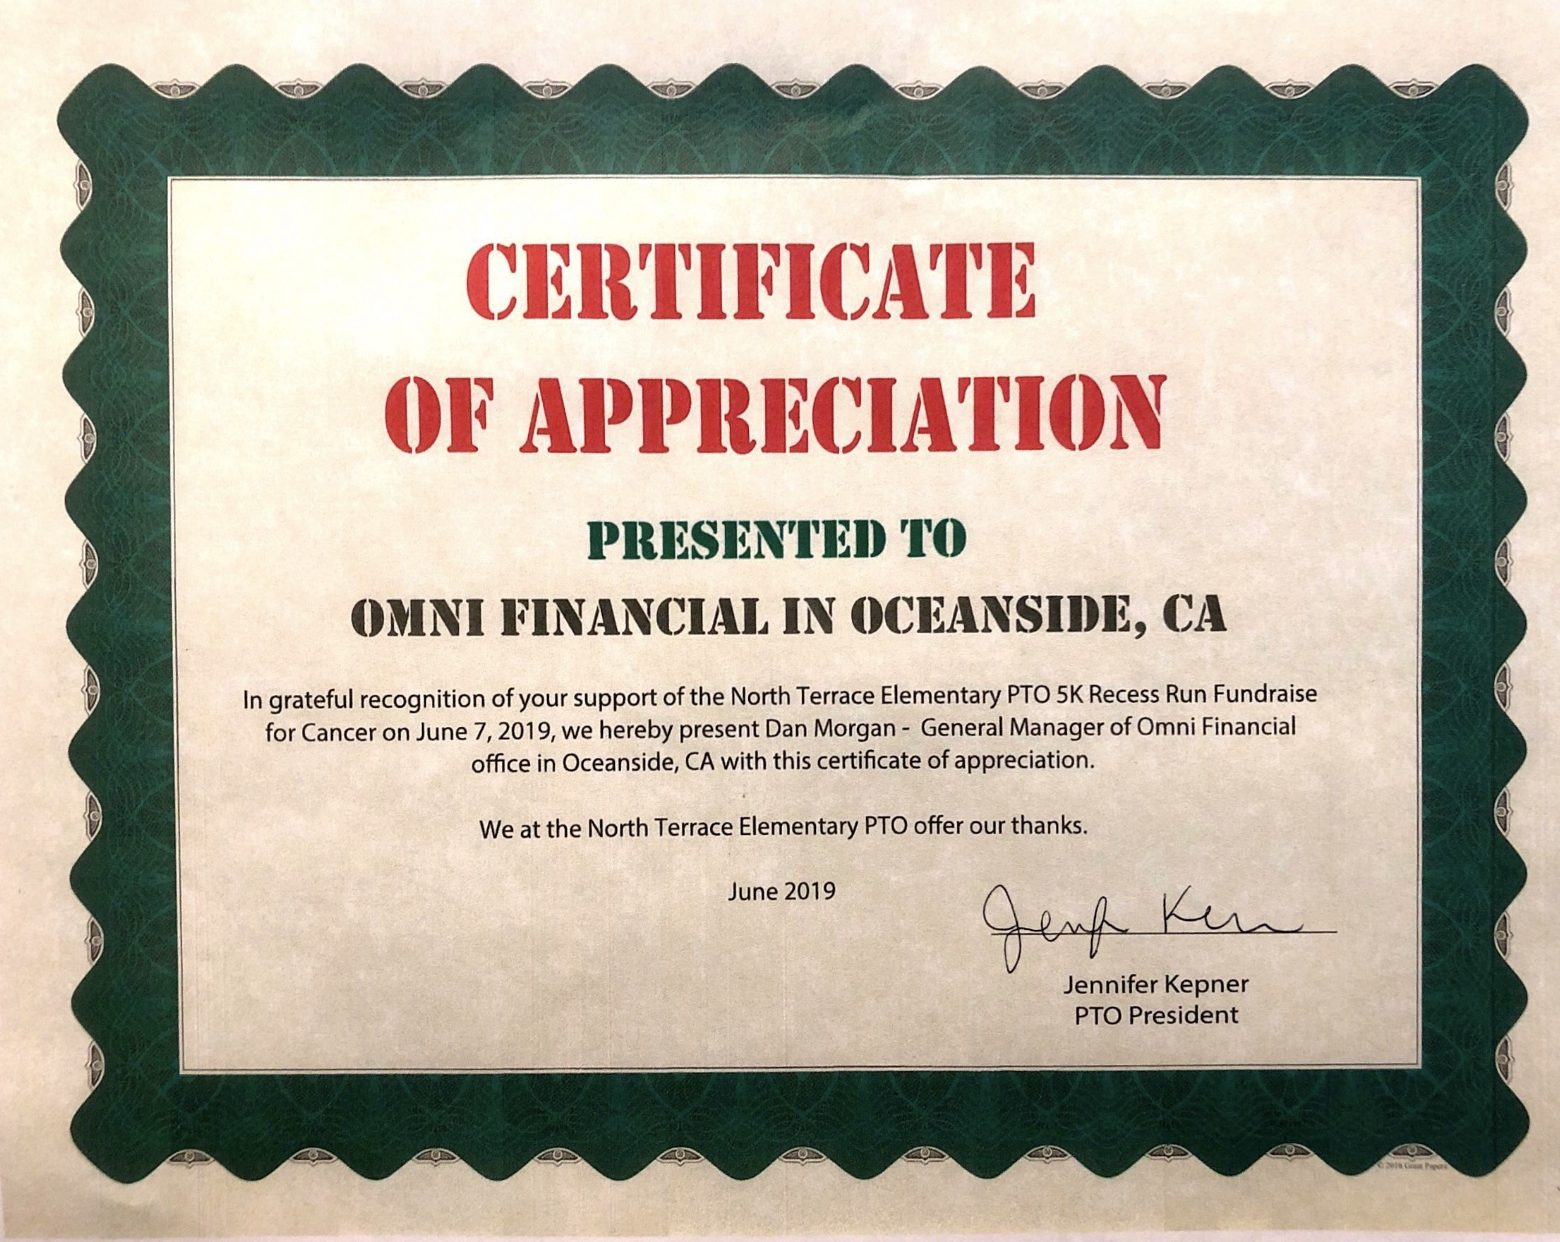 CERTIFICATE
OF APPRECIATION
PRESENTED TO
OMNI FINANCIAL IN OCEANSIDE, CA
In grateful recognition of your support of the North Terrace Elementary PTO 5K Recess Run Fundraise
for Cancer on June 7, 2019, we hereby present Dan Morgan - General Manager of Omni Financial
office in Oceanside, CA with this certificate of appreciation.
We at the North Terrace Elementary PTO offer our thanks.
June 2019
Jennifer Kepner
PTO President